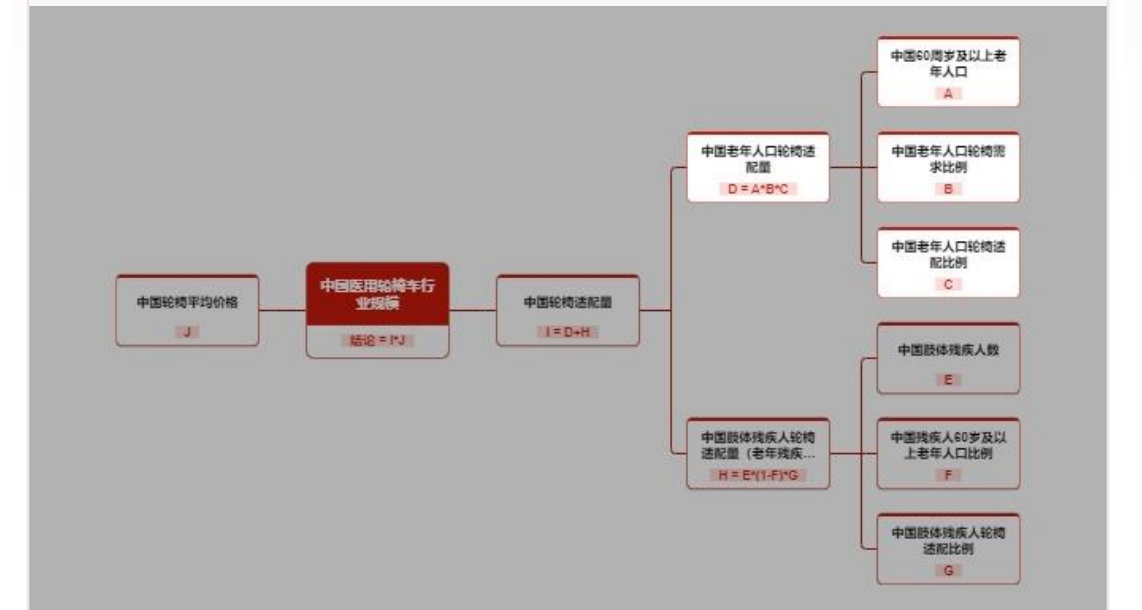 中国60周岁及以上老
年人口
A
中国老年人口轮椅适
配量
D = A*B*C
中国老年人口轮椅需
求比例
B
中国老年人口轮椅适
配比例
C
中国轮椅平均价格
J
中国医用轮椅车行
业规模
结论 = I*J
中国轮椅适配量
I = D+H
中国肢体残疾人数
E
中国肢体残疾人轮椅
适配量（老年残疾...
H = E*(1-F)*G
中国残疾人60岁及以
上老年人口比例
F
中国肢体残疾人轮椅
适配比例
G